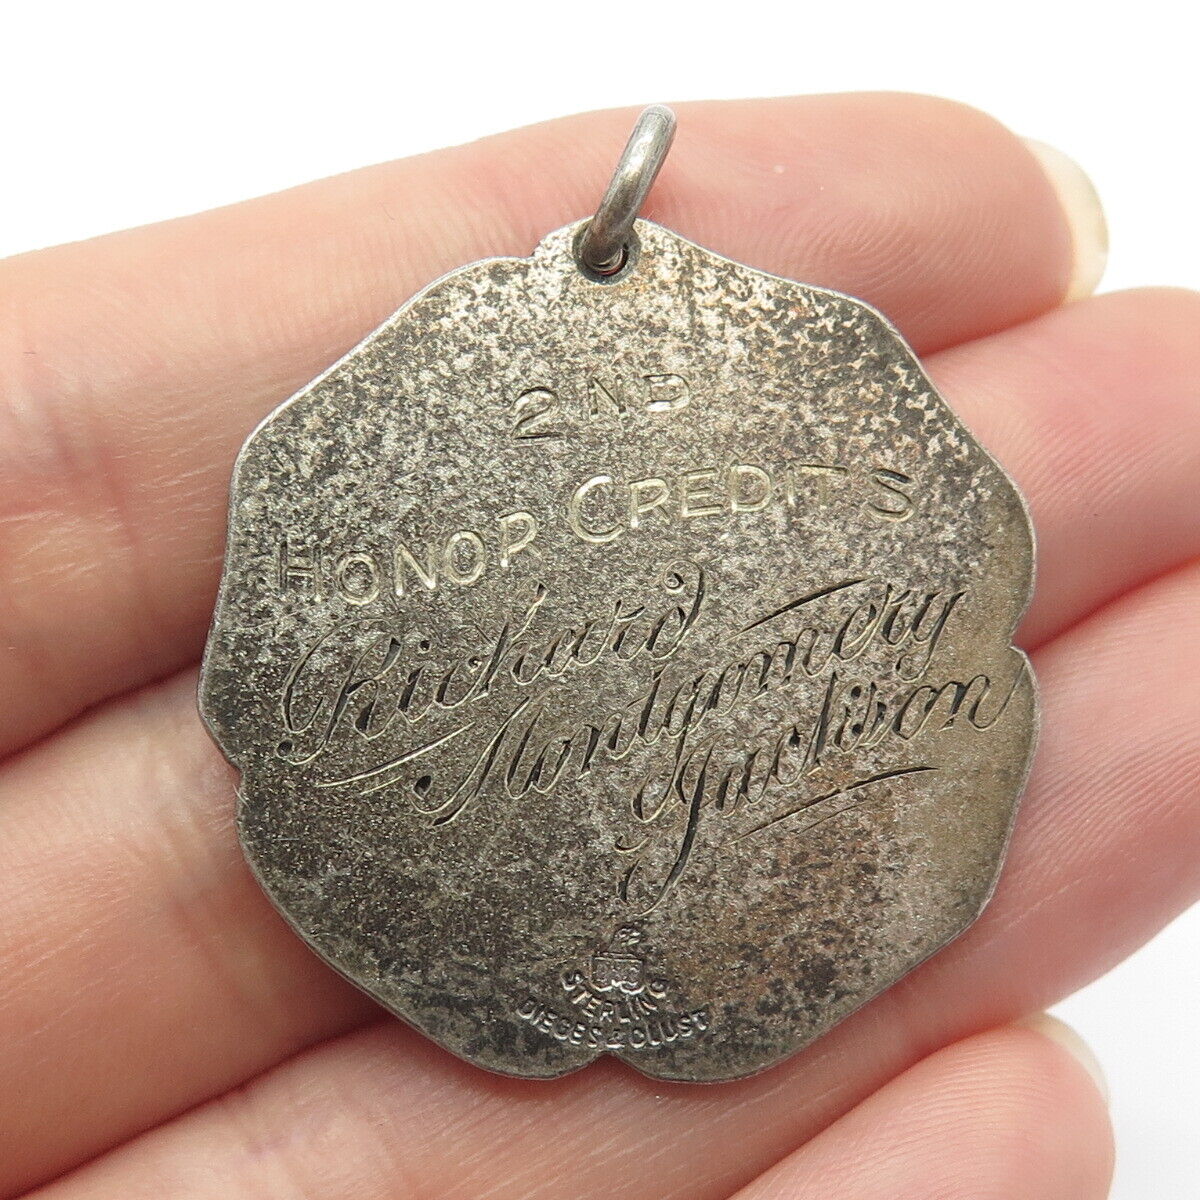 2ND
HONOR CREDITS
Richard
Montgomery
Jackson
STERLING
DIEGES & CLUST